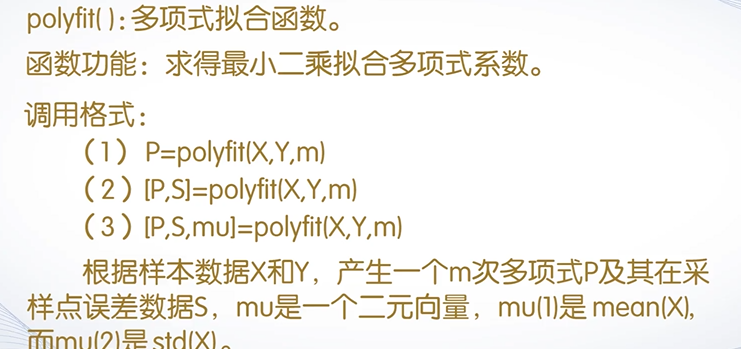 polyfit( ):多项式拟合函数。
函数功能：求得最小二乘拟合多项式系数。
调用格式：
（1） P=polyfit(X,Y,m)
（2）[P,S]=polyfit(X,Y,m)
（3）[P,S,mu]=polyfit(X,Y,m)
根据样本数据X和Y，产生一个m次多项式P及其在采
样点误差数据S，mu是一个二元向量，mu(1)是 mean(X),
而mu(2)是 std(X)。